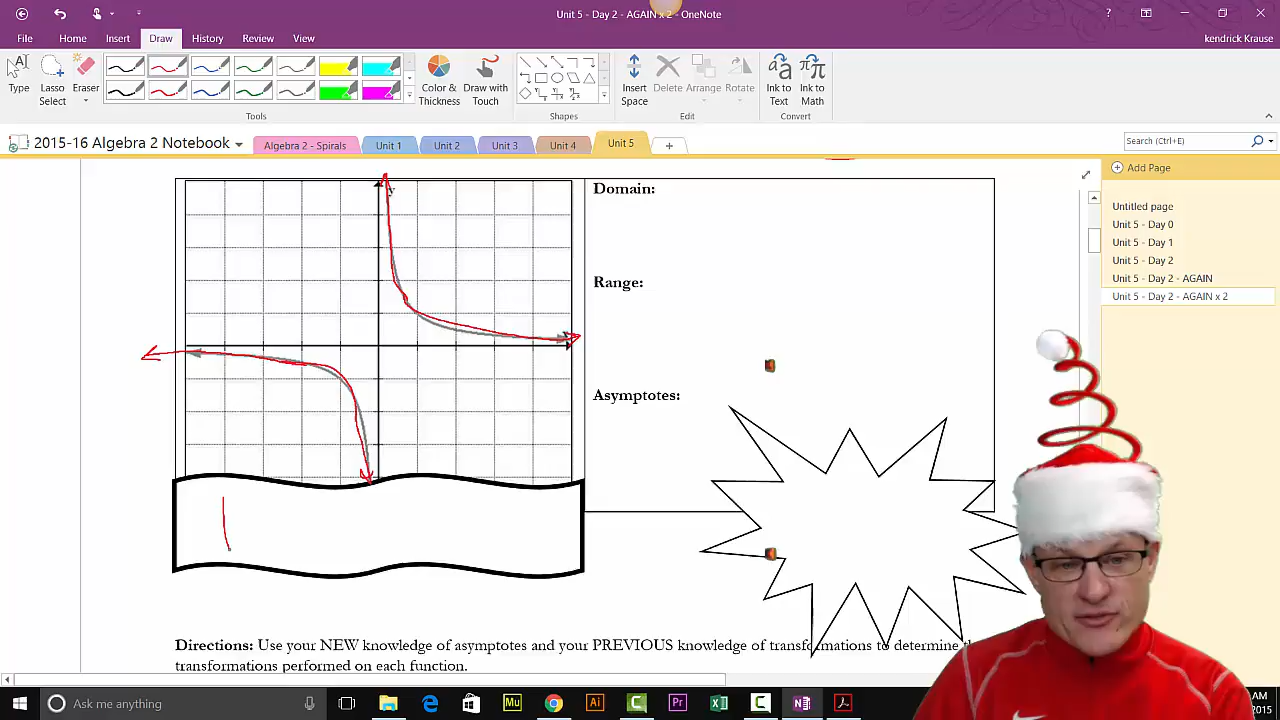 Unit 5 - Day 2 - AGAIN x 2 - OneNote
File Home Insert Draw History Review View
kendrick Krause
Type
Lasso Select
Eraser
Color & Thickness
Draw with Touch
Insert Space
Delete
Arrange
Rotate
Ink to Text
Ink to Math
Tools
Shapes
Edit
Convert
2015-16 Algebra 2 Notebook
Algebra 2 - Spirals
Unit 1
Unit 2
Unit 3
Unit 4
Unit 5
Search (Ctrl+E)
Add Page
Untitled page
Unit 5 - Day 0
Unit 5 - Day 1
Unit 5 - Day 2
Unit 5 - Day 2 - AGAIN
Unit 5 - Day 2 - AGAIN x 2
y
Domain:
Range:
Asymptotes:
Directions: Use your NEW knowledge of asymptotes and your PREVIOUS knowledge of transformations to determine
transformations performed on each function.
Ask me anything
AM
2015